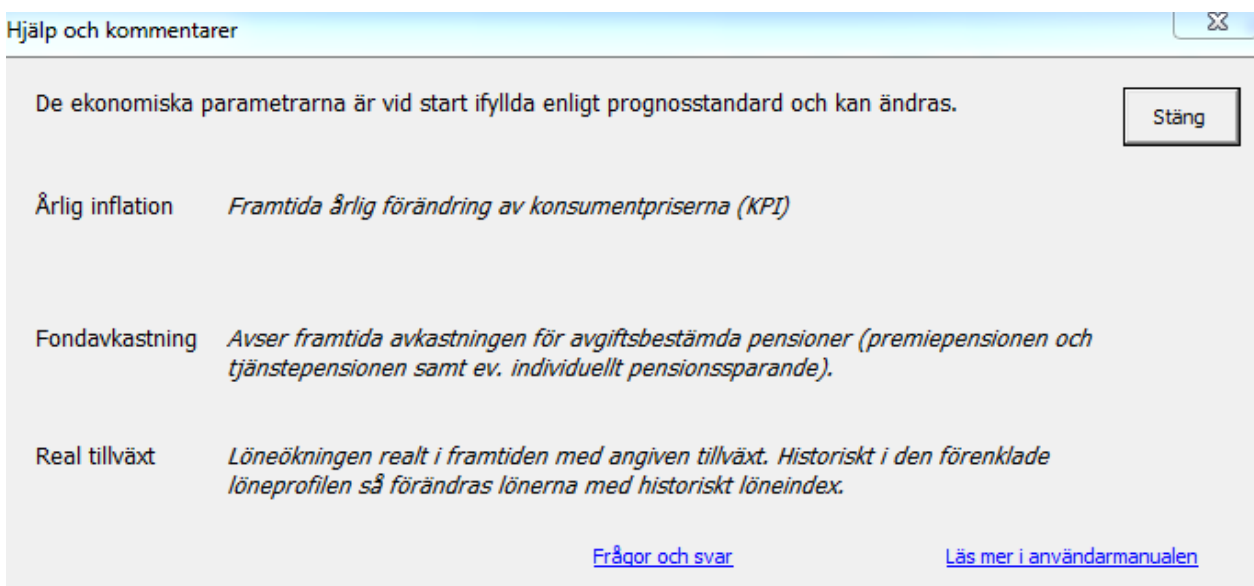 Hjälp och kommentarer
De ekonomiska parametrarna är vid start ifyllda enligt prognosstandard och kan ändras.
Stäng
Årlig inflation Framtida årlig förändring av konsumentpriserna (KPI)
Fondavkastning Avser framtida avkastningen för avgiftsbestämda pensioner (premiepensionen och
tjänstepensionen samt ev. individuellt pensionssparande).
Real tillväxt Löneökningen realt i framtiden med angiven tillväxt. Historiskt i den förenklade
löneprofilen så förändras lönerna med historiskt löneindex.
Frågor och svar Läs mer i användarmanualen